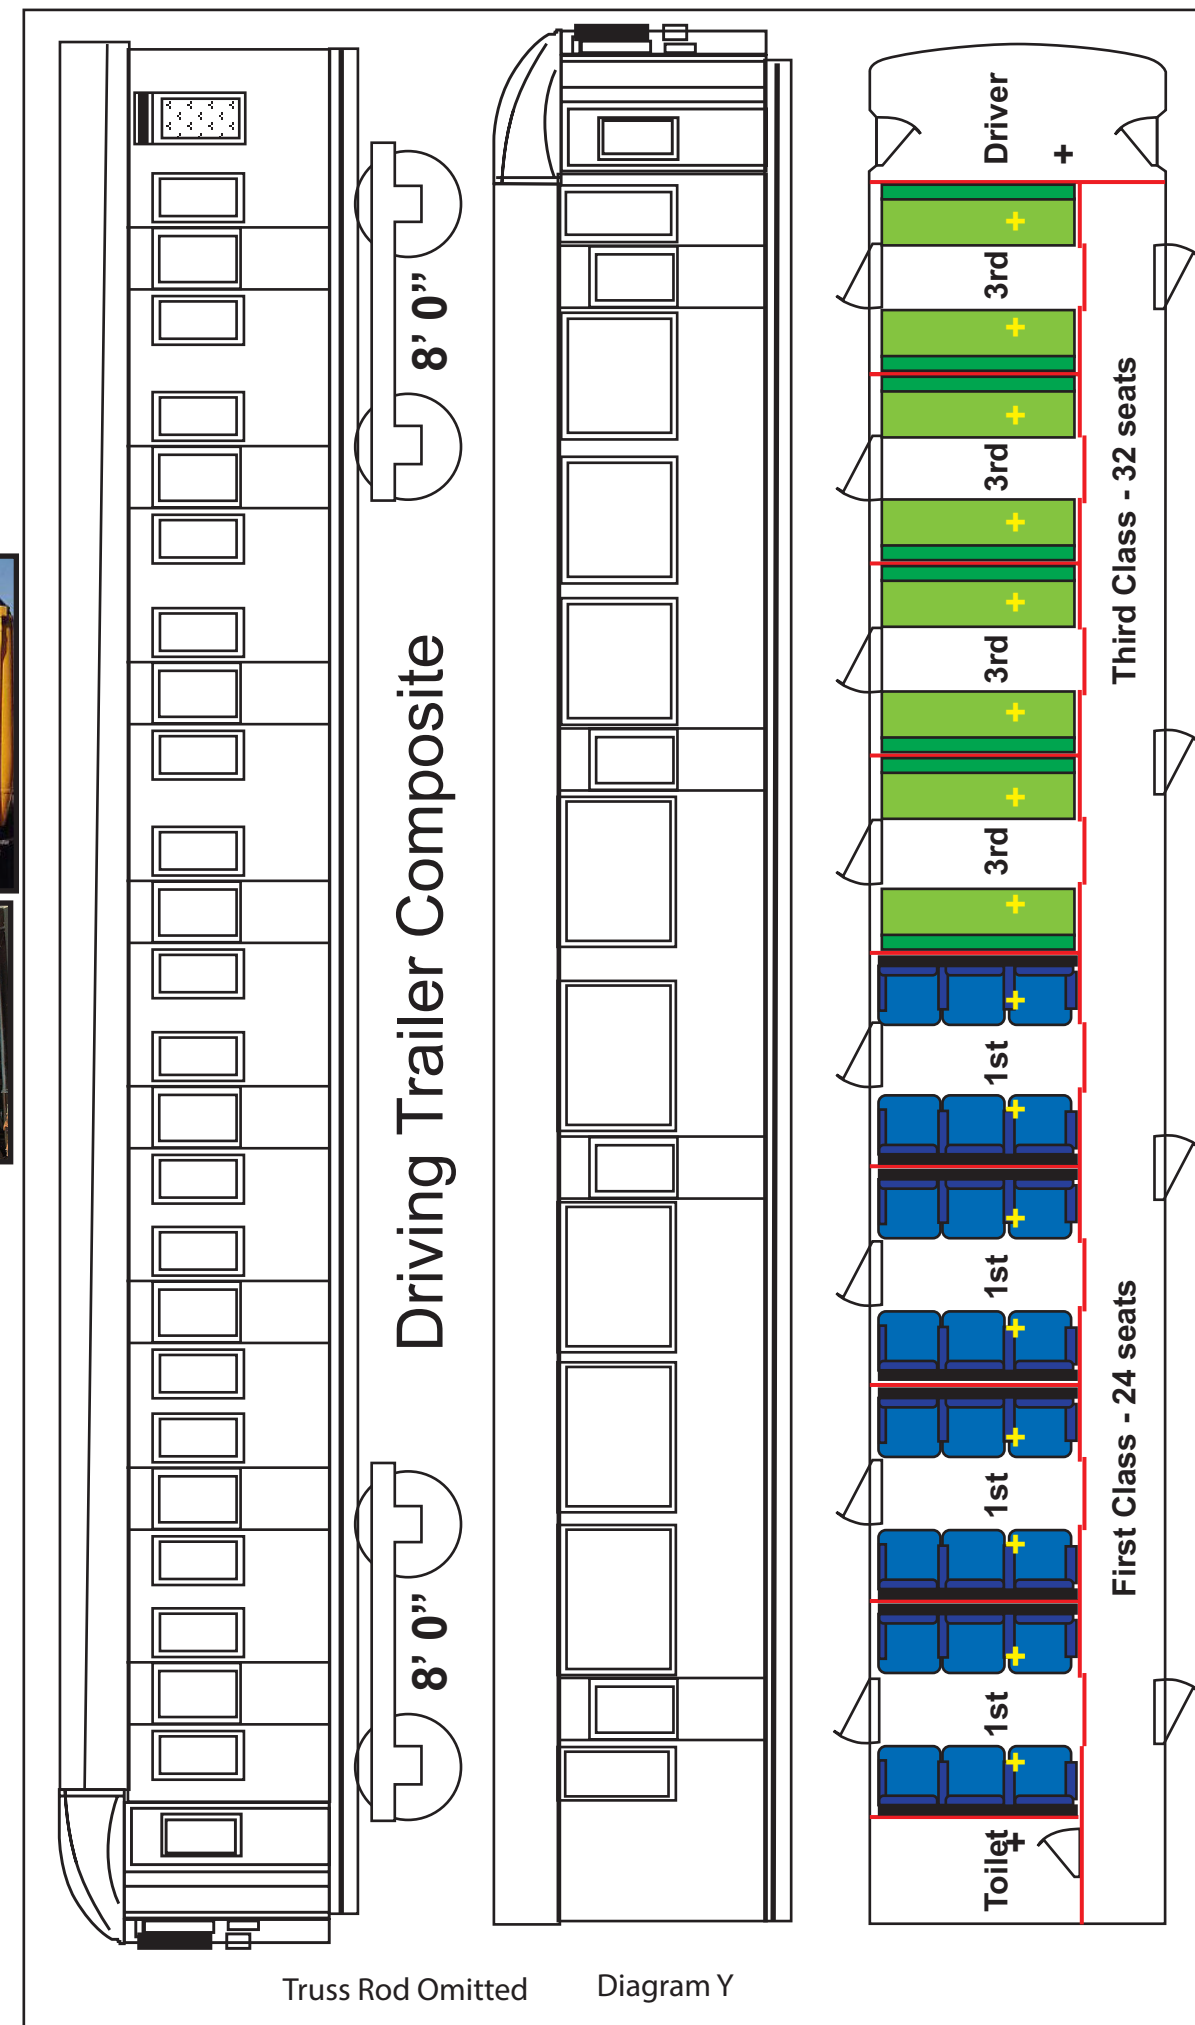 8’ 0”
8’ 0”
Driving Trailer Composite
Driver
3rd
3rd
3rd
3rd
1st
1st
1st
1st
Toilet
Third Class - 32 seats
First Class - 24 seats
Truss Rod Omitted
Diagram Y